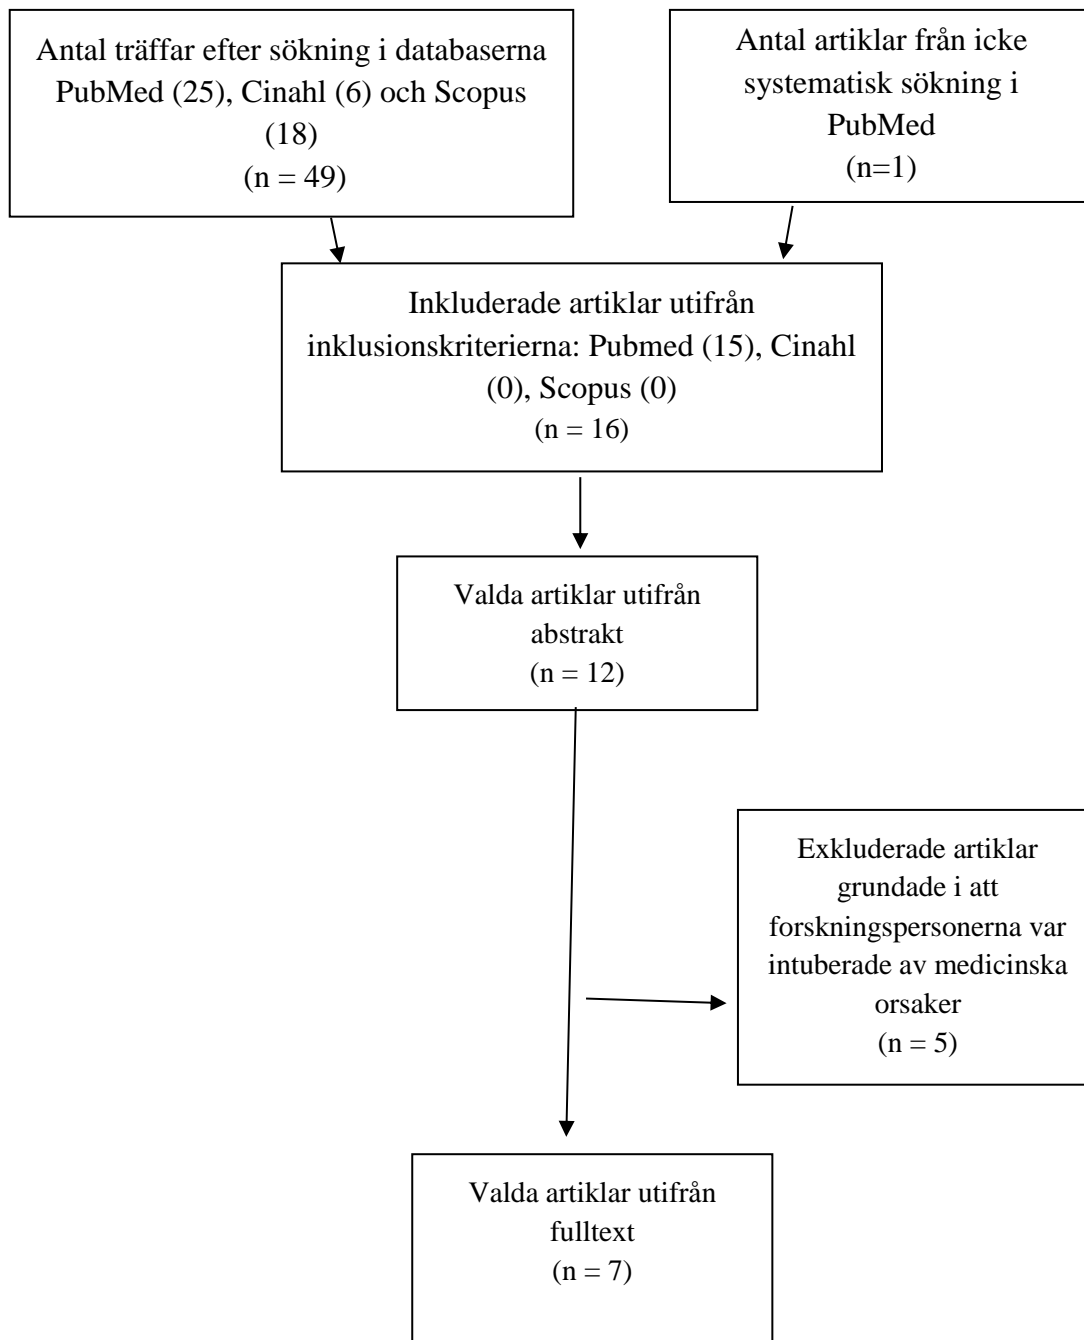 Antal träffar efter sökning i databaserna
PubMed (25), Cinahl (6) och Scopus
(18)
(n = 49)
Antal artiklar från icke
systematisk sökning i
PubMed
(n=1)
Inkluderade artiklar utifrån
inklusionskriterierna: Pubmed (15), Cinahl
(0), Scopus (0)
(n = 16)
Valda artiklar utifrån
abstrakt
(n = 12)
Exkluderade artiklar
grundade i att
forskningspersonerna var
intuberade av medicinska
orsaker
(n = 5)
Valda artiklar utifrån
fulltext
(n = 7)